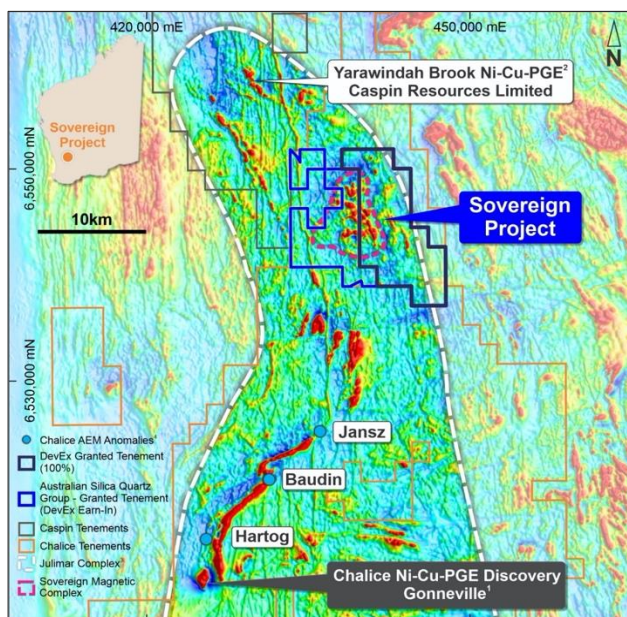 420,000 mE
450,000 mE
N
Yarawindah Brook Ni-Cu-PGE²
Caspin Resources Limited
Sovereign
Project
6,550,000 mN
10km
Sovereign
Project
6,530,000 mN
Jansz
Baudin
Hartog
Chalice AEM Anomalies¹
DevEx Granted Tenement
(100%)
Australian Silica Quartz
Group - Granted Tenement
(DevEx Earn-In)
Caspin Tenements
Chalice Tenements
Julimar Complex
Sovereign Magnetic
Complex
Chalice Ni-Cu-PGE Discovery
Gonneville¹